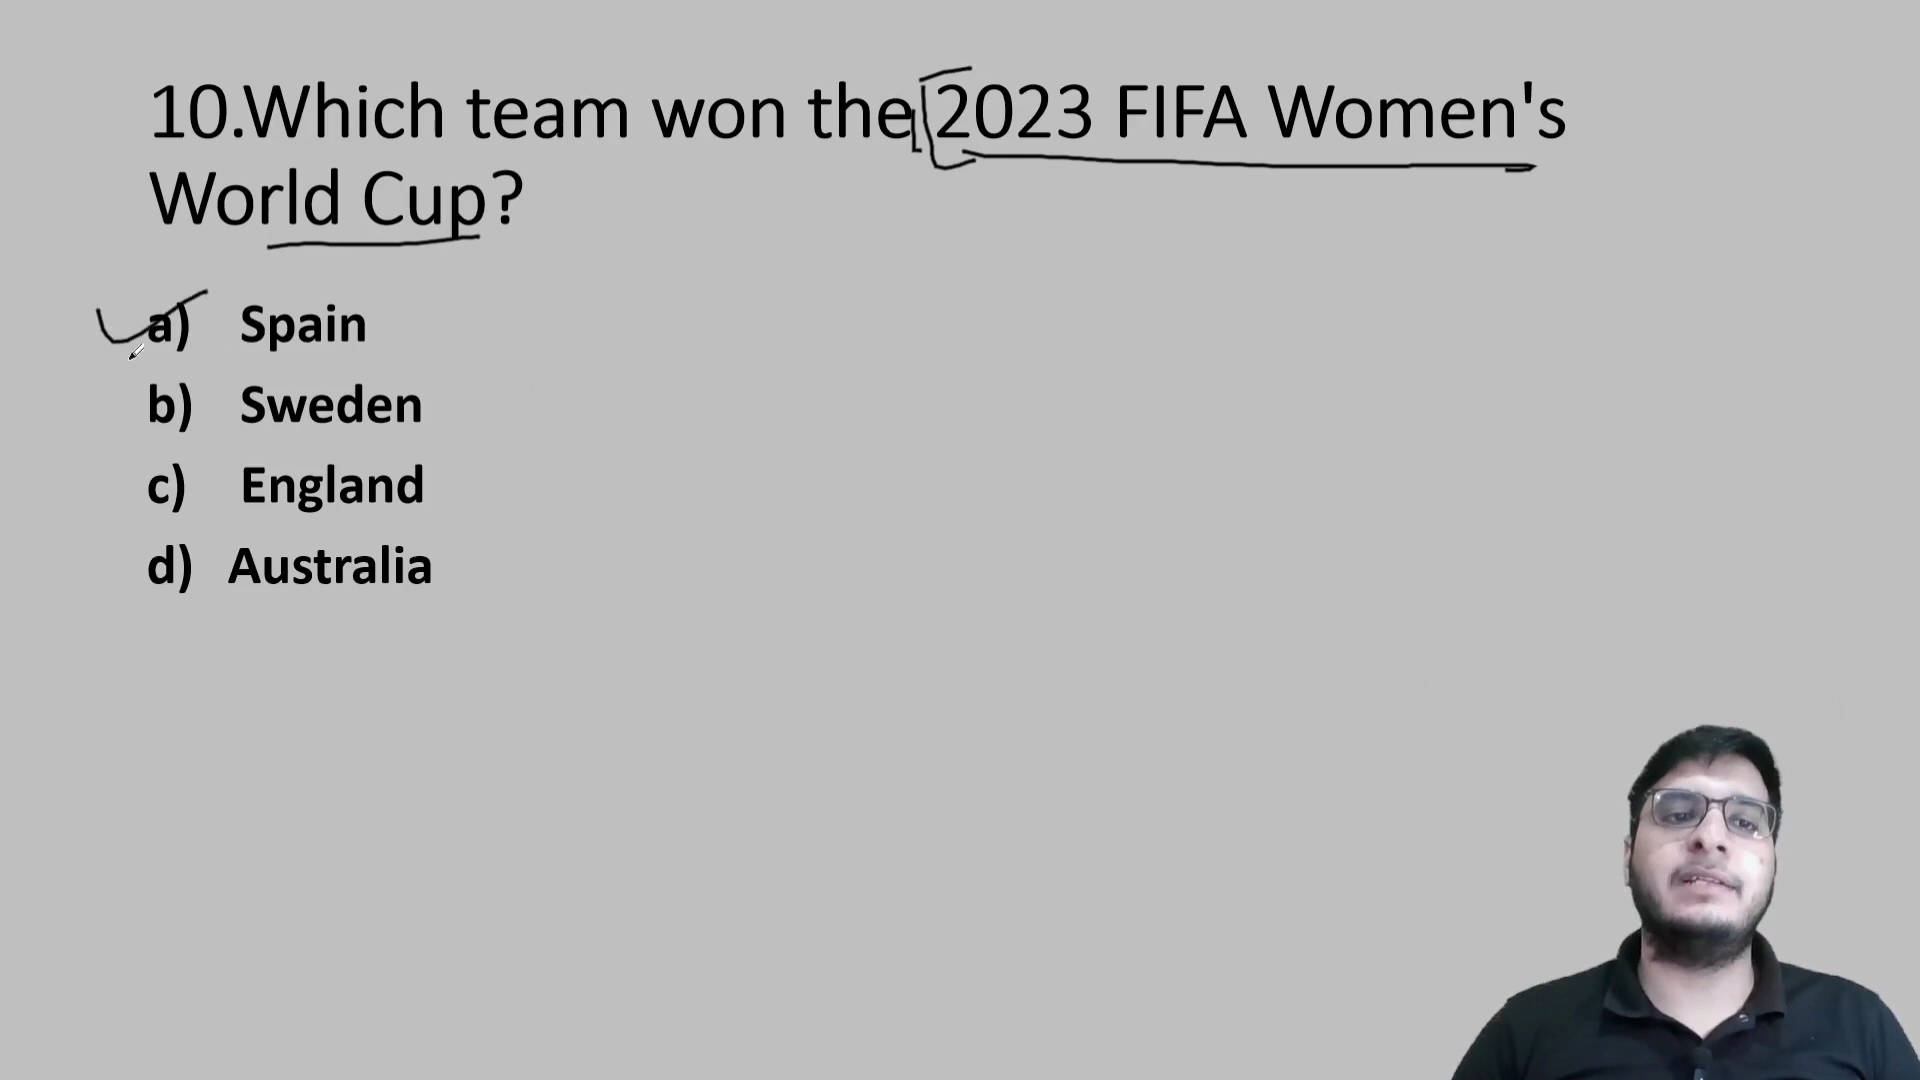 10.Which team won the 2023 FIFA Women's
World Cup?
a) Spain
b) Sweden
c) England
d) Australia